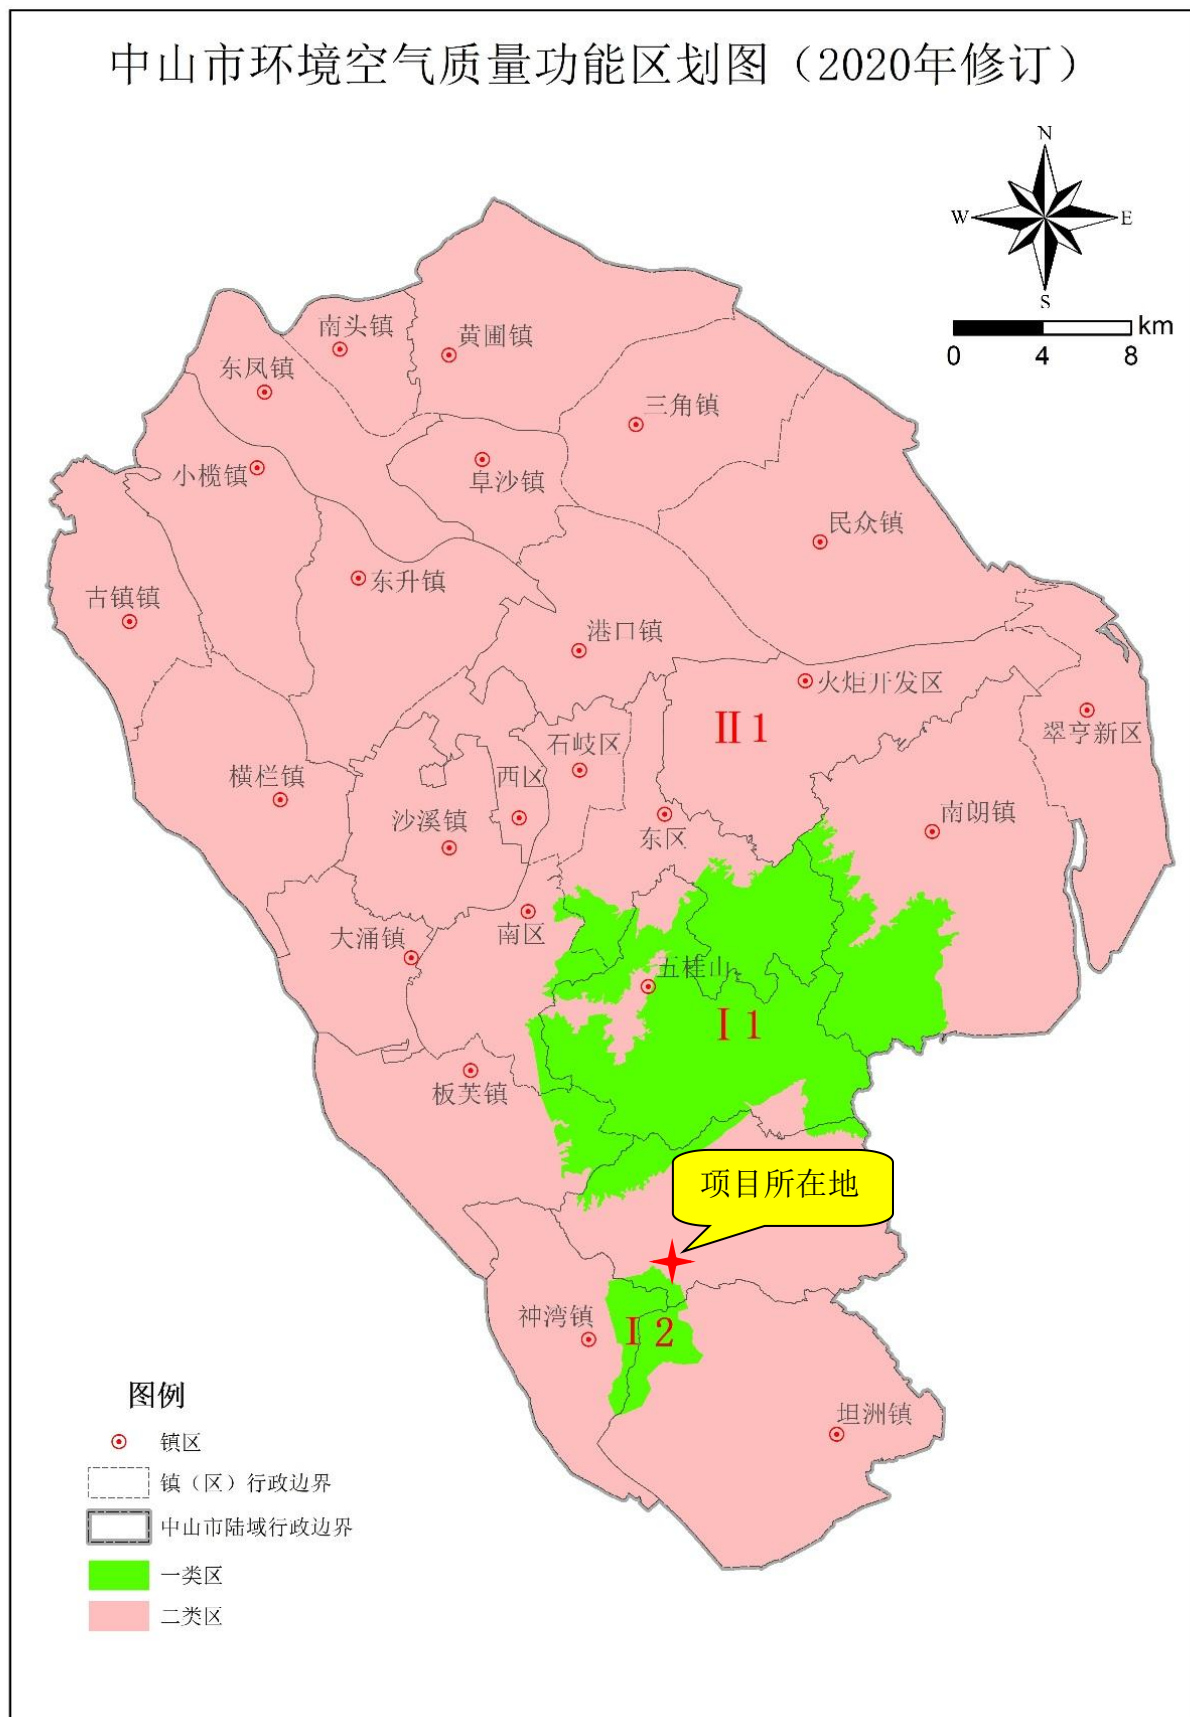 中山市环境空气质量功能区划图（2020年修订）
N
W
E
S
km
0 4 8
南头镇
黄圃镇
东凤镇
三角镇
小榄镇
阜沙镇
民众镇
东升镇
古镇镇
港口镇
火炬开发区
翠亨新区
II 1
石岐区
西区
横栏镇
沙溪镇
东区
南朗镇
南区
大涌镇
五桂山
I 1
板芙镇
项目所在地
神湾镇
I 2
坦洲镇
图例
镇区
镇（区）行政边界
中山市陆域行政边界
一类区
二类区